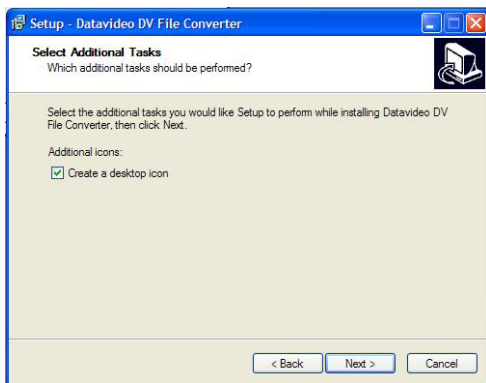 Setup - Datavideo DV File Converter
Select Additional Tasks
Which additional tasks should be performed?
Select the additional tasks you would like Setup to perform while installing Datavideo DV
File Converter, then click Next.
Additional icons:
Create a desktop icon
< Back Next > Cancel